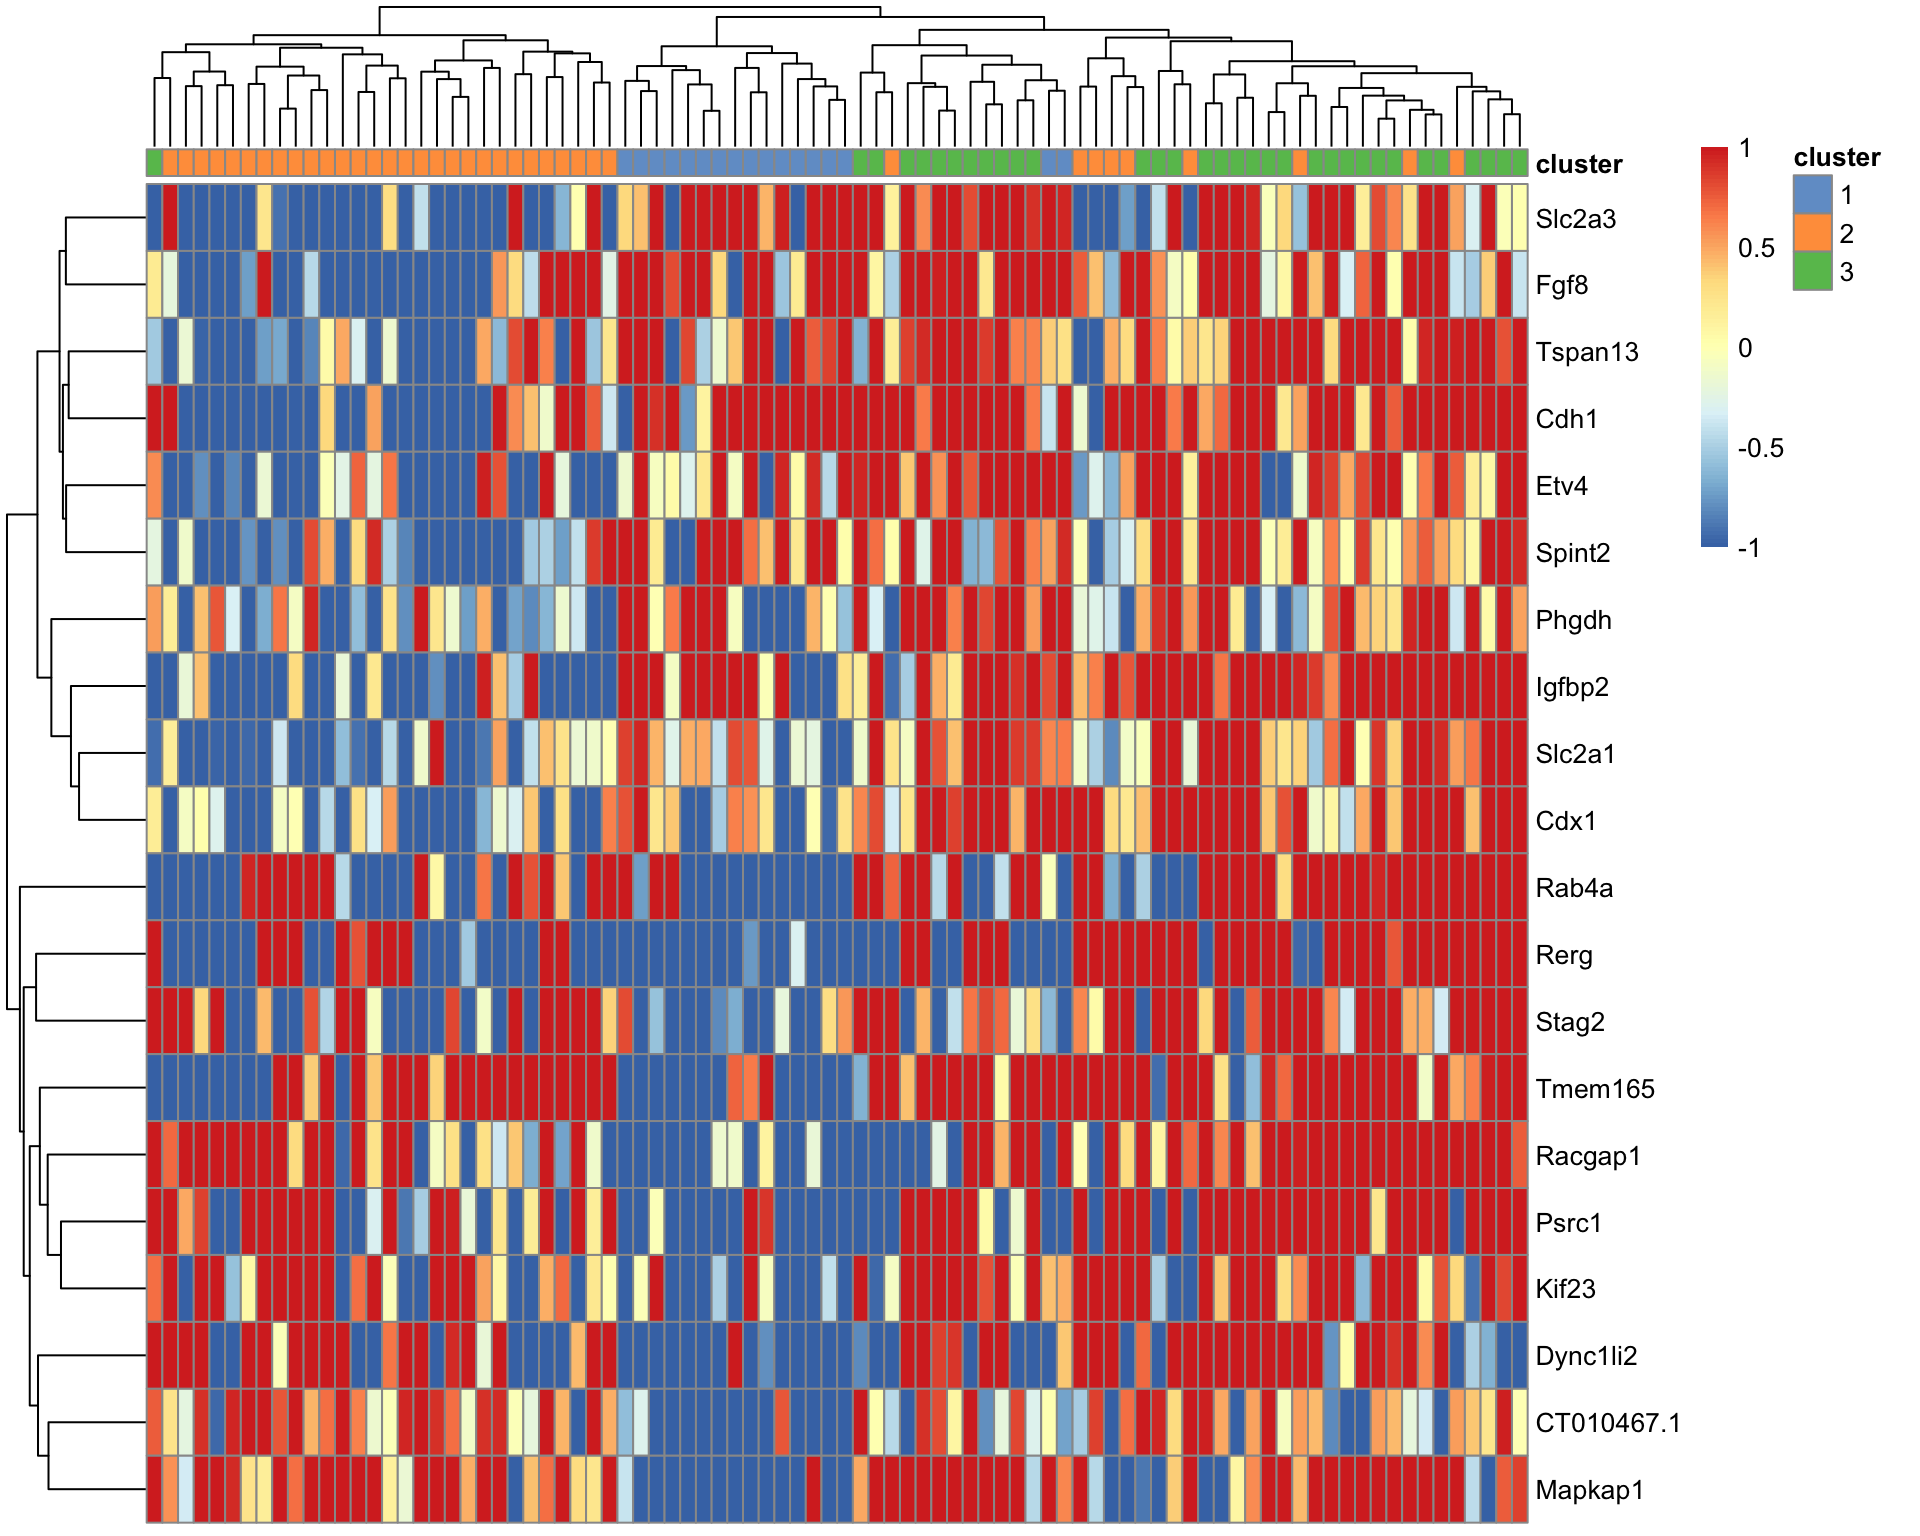 cluster
Slc2a3
Fgf8
Tspan13
Cdh1
Etv4
Spint2
Phgdh
Igfbp2
Slc2a1
Cdx1
Rab4a
Rerg
Stag2
Tmem165
Racgap1
Psrc1
Kif23
Dync1li2
CT010467.1
Mapkap1
1
0.5
0
-0.5
-1
cluster
1
2
3